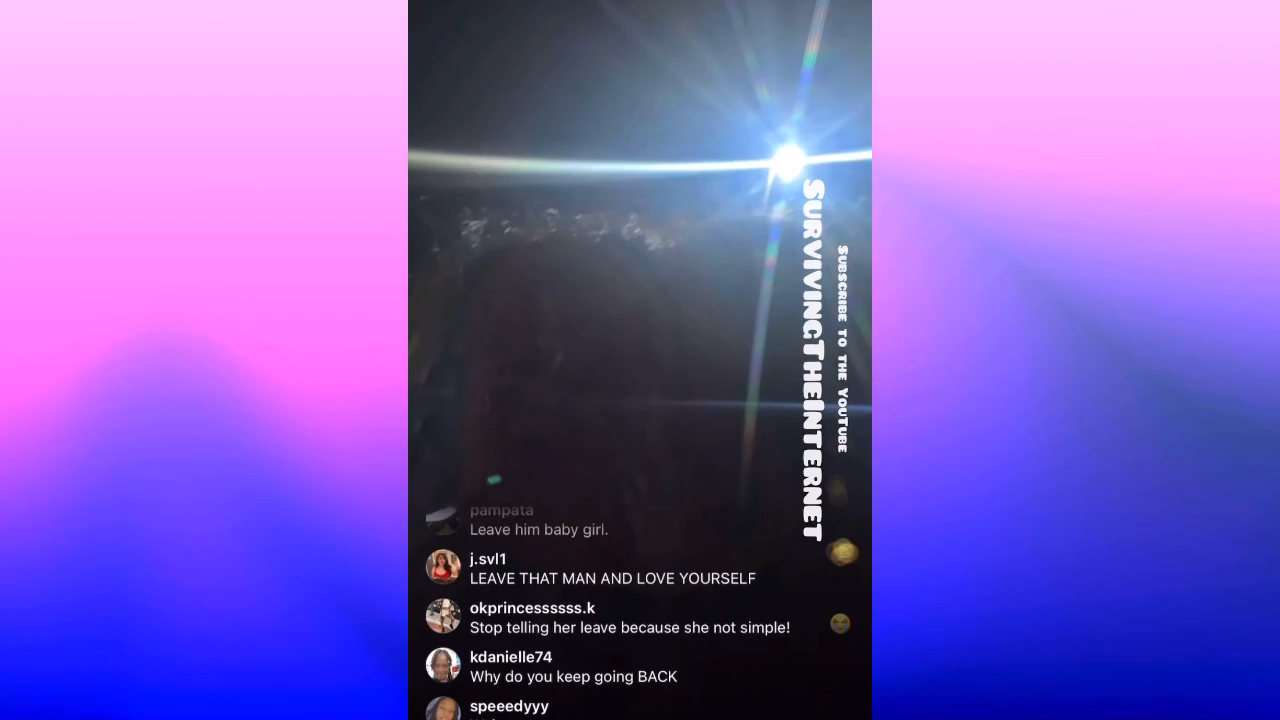 SurvivingTheInternet
Subscribe to the YouTube
pampata
Leave him baby girl.
j.svl1
LEAVE THAT MAN AND LOVE YOURSELF
okprincessssss.k
Stop telling her leave because she not simple!
kdanielle74
Why do you keep going BACK
speeedyyy